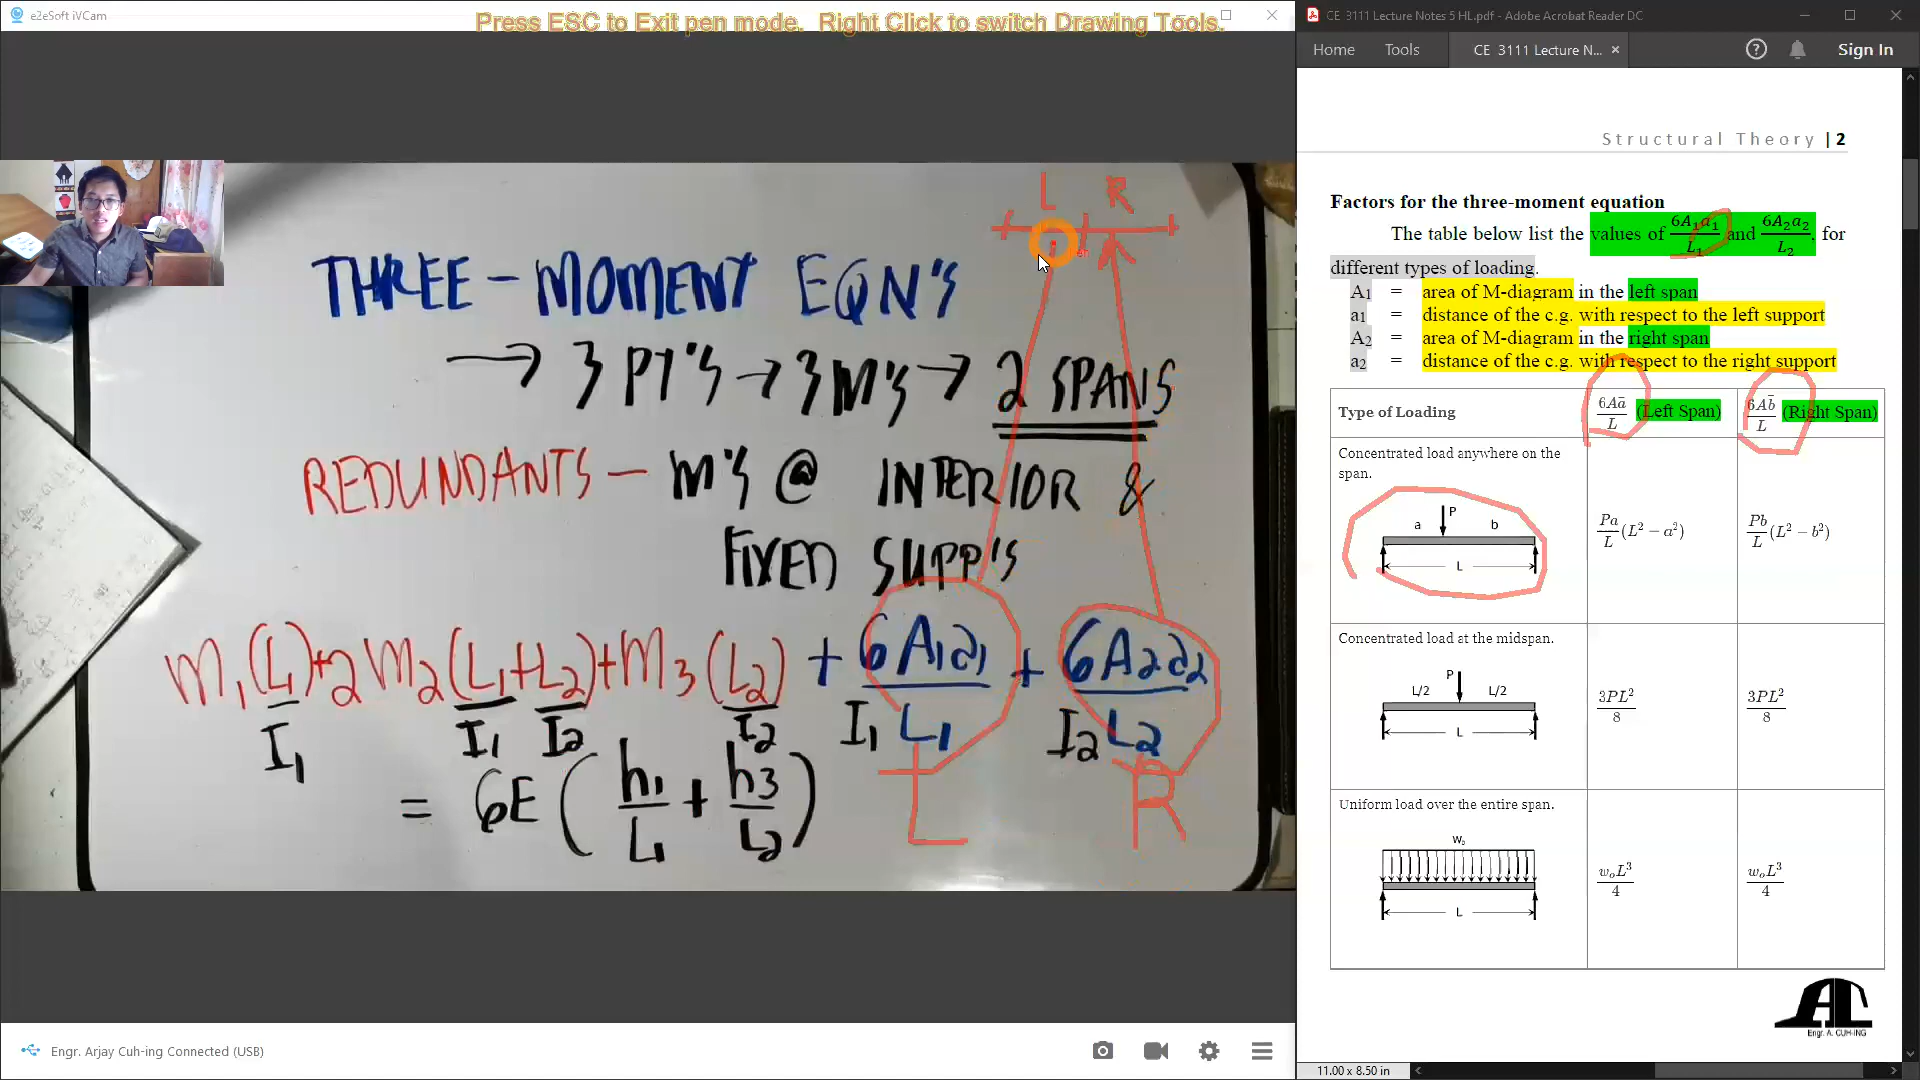 e2eSoft iVCam
Press ESC to Exit pen mode. Right Click to switch Drawing Tools.
L R
THREE - MOMENT EQN'S
→ 3 PT'S → 3 M'S → 2 SPANS
REDUNDANTS - M'S @ INTERIOR &
FIXED SUPP'S
M₁(L₁/I₁) + 2M₂(L₁/I₁ + L₂/I₂) + M₃(L₂/I₂) + 6A₁a₁/I₁L₁ + 6A₂a₂/I₂L₂
= 6E (h₁/L₁ + h₃/L₂)
L R
Engr. Arjay Cuh-ing Connected (USB)
CE 3111 Lecture Notes 5 HL.pdf - Adobe Acrobat Reader DC
Home Tools CE 3111 Lecture N... × ? Sign In
Structural Theory | 2
Factors for the three-moment equation
The table below list the values of 6A₁a₁/L₁ and 6A₂a₂/L₂, for
different types of loading.
A₁ = area of M-diagram in the left span
a₁ = distance of the c.g. with respect to the left support
A₂ = area of M-diagram in the right span
a₂ = distance of the c.g. with respect to the right support
Type of Loading 6Aā/L (Left Span) 6Ab̄/L (Right Span)
Concentrated load anywhere on the
span.
P
a b
L
Pa/L (L² − a²) Pb/L (L² − b²)
Concentrated load at the midspan.
P
L/2 L/2
L
3PL²/8 3PL²/8
Uniform load over the entire span.
w₀
L
wₒL³/4 wₒL³/4
AC
Engr. A. CUH-ING
11.00 x 8.50 in